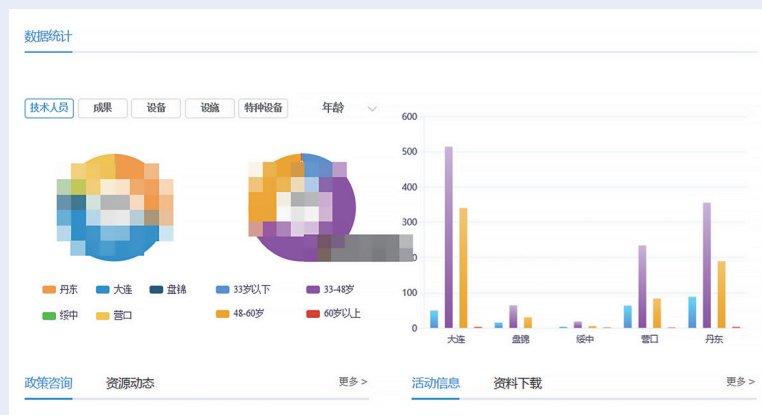 数据统计
技术人员 成果 设备 设施 特种设备 年龄
600
500
400
300
200
100
0
大连 盘锦 绥中 营口 丹东
丹东 大连 盘锦
绥中 营口
33岁以下 33-48岁
48-60岁 60岁以上
政策咨询 资源动态 更多 >
活动信息 资料下载 更多 >